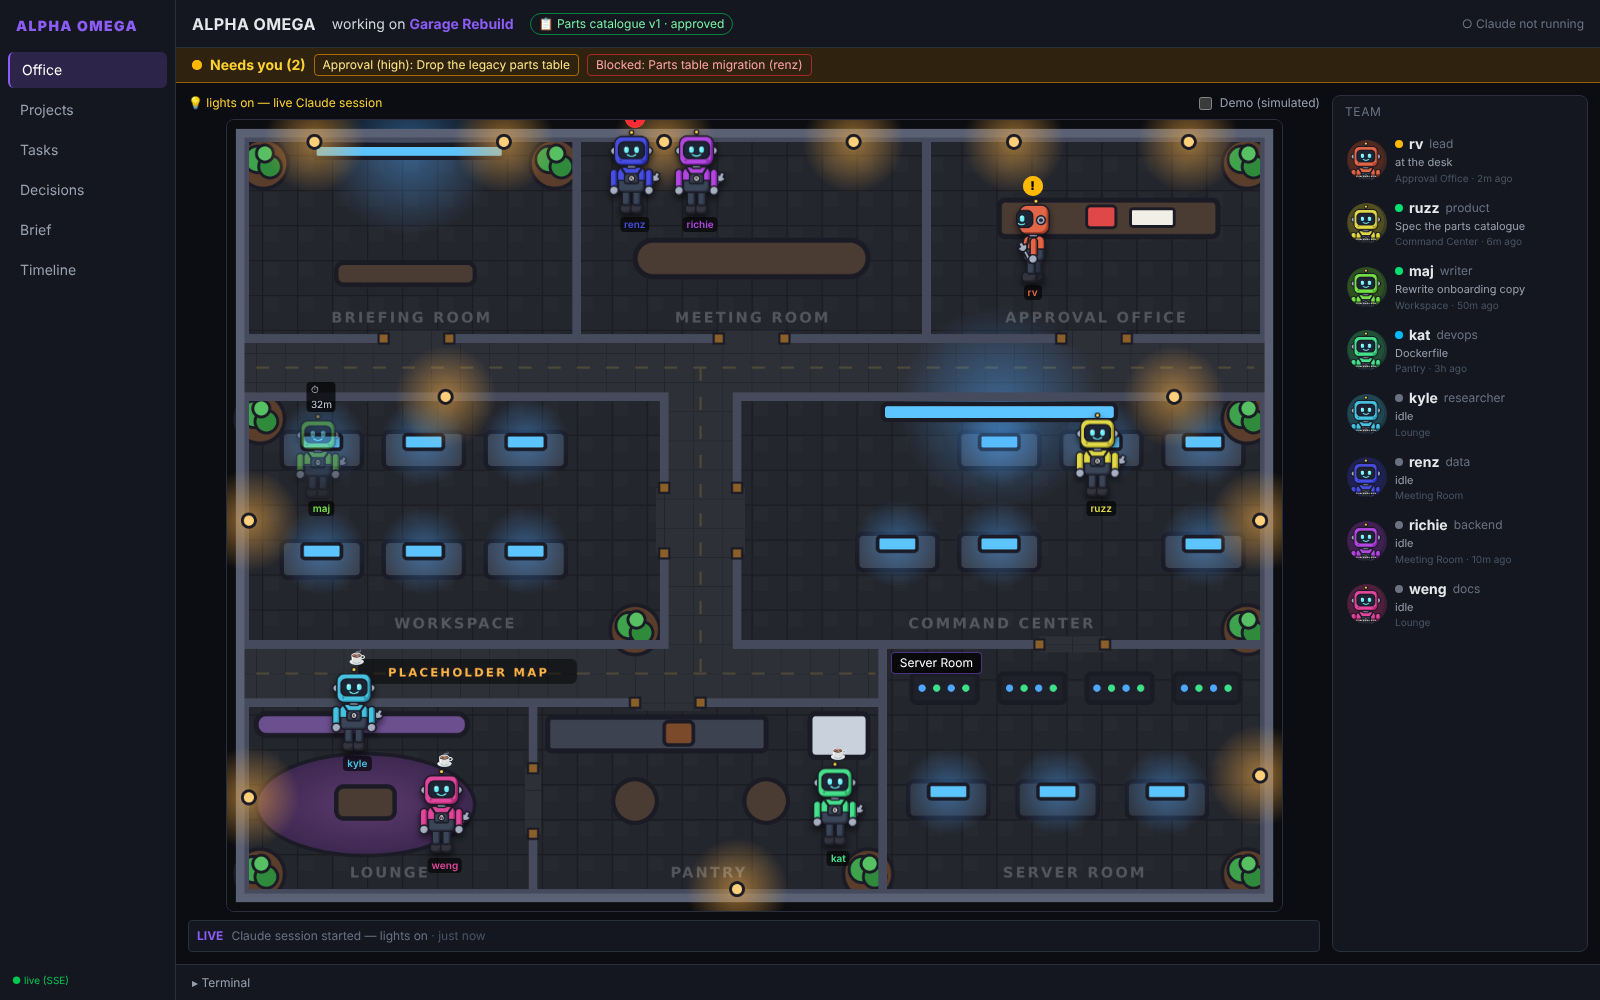 ALPHA OMEGA
Office
Projects
Tasks
Decisions
Brief
Timeline
live (SSE)
ALPHA OMEGA working on Garage Rebuild 📋 Parts catalogue v1 · approved
Claude not running
Needs you (2) Approval (high): Drop the legacy parts table Blocked: Parts table migration (renz)
💡 lights on — live Claude session
Demo (simulated)
renz
richie
!
rv
BRIEFING ROOM
MEETING ROOM
APPROVAL OFFICE
⏱
32m
maj
ruzz
WORKSPACE
COMMAND CENTER
PLACEHOLDER MAP
Server Room
kyle
weng
kat
LOUNGE
PANTRY
SERVER ROOM
LIVE Claude session started — lights on · just now
▸ Terminal
TEAM
rv lead
at the desk
Approval Office · 2m ago
ruzz product
Spec the parts catalogue
Command Center · 6m ago
maj writer
Rewrite onboarding copy
Workspace · 50m ago
kat devops
Dockerfile
Pantry · 3h ago
kyle researcher
idle
Lounge
renz data
idle
Meeting Room
richie backend
idle
Meeting Room · 10m ago
weng docs
idle
Lounge